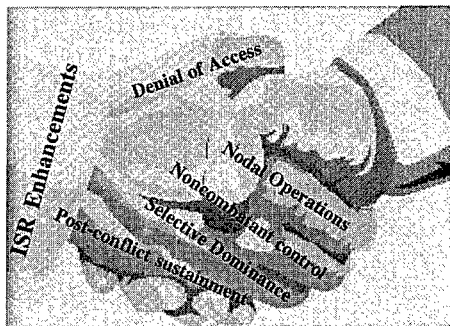 Denial of Access
ISR Enhancements
Nodal Operations
Noncombatant control
Selective Dominance
Post-conflict sustainment